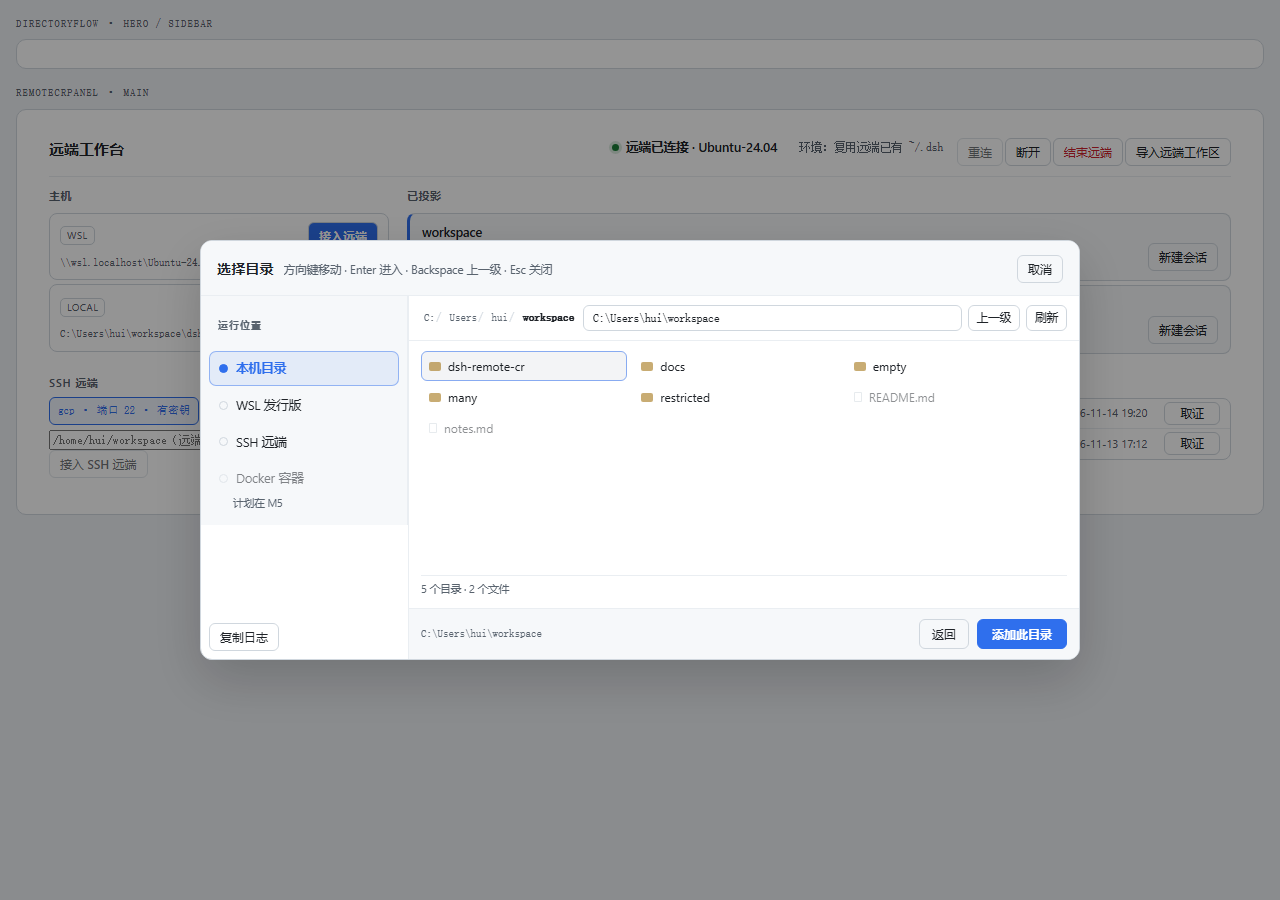 DIRECTORYFLOW • HERO / SIDEBAR
REMOTECRPANEL • MAIN
远端工作台
远端已连接 · Ubuntu-24.04
环境: 复用远端已有 ~/.dsh
重连
断开
结束远端
导入远端工作区
主机
已投影
WSL
接入远端
\\wsl.localhost\Ubuntu-24.
workspace
新建会话
LOCAL
C:\Users\hui\workspace\dsh
新建会话
SSH 远端
gcp • 端口 22 • 有密钥
/home/hui/workspace (远端
接入 SSH 远端
6-11-14 19:20
取证
6-11-13 17:12
取证
选择目录
方向键移动 · Enter 进入 · Backspace 上一级 · Esc 关闭
取消
运行位置
本机目录
WSL 发行版
SSH 远端
Docker 容器
计划在 M5
复制日志
C:/ Users/ hui/ workspace
C:\Users\hui\workspace
上一级
刷新
dsh-remote-cr
docs
empty
many
restricted
README.md
notes.md
5 个目录 · 2 个文件
C:\Users\hui\workspace
返回
添加此目录